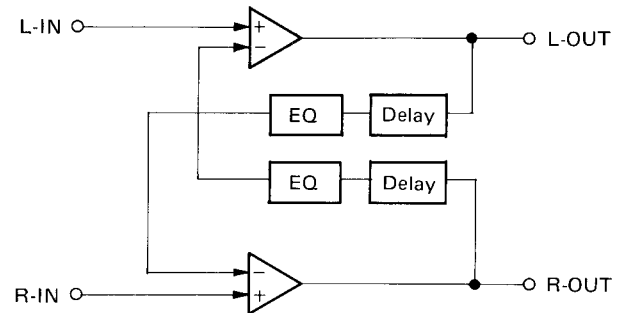 L-IN + L-OUT
−
EQ Delay
EQ Delay
−
R-IN + R-OUT